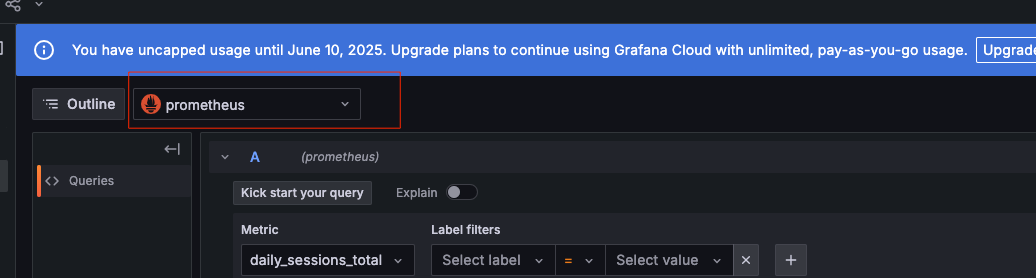 You have uncapped usage until June 10, 2025. Upgrade plans to continue using Grafana Cloud with unlimited, pay-as-you-go usage. Upgrade
Outline prometheus
A (prometheus)
Queries
Kick start your query Explain
Metric Label filters
daily_sessions_total Select label = Select value